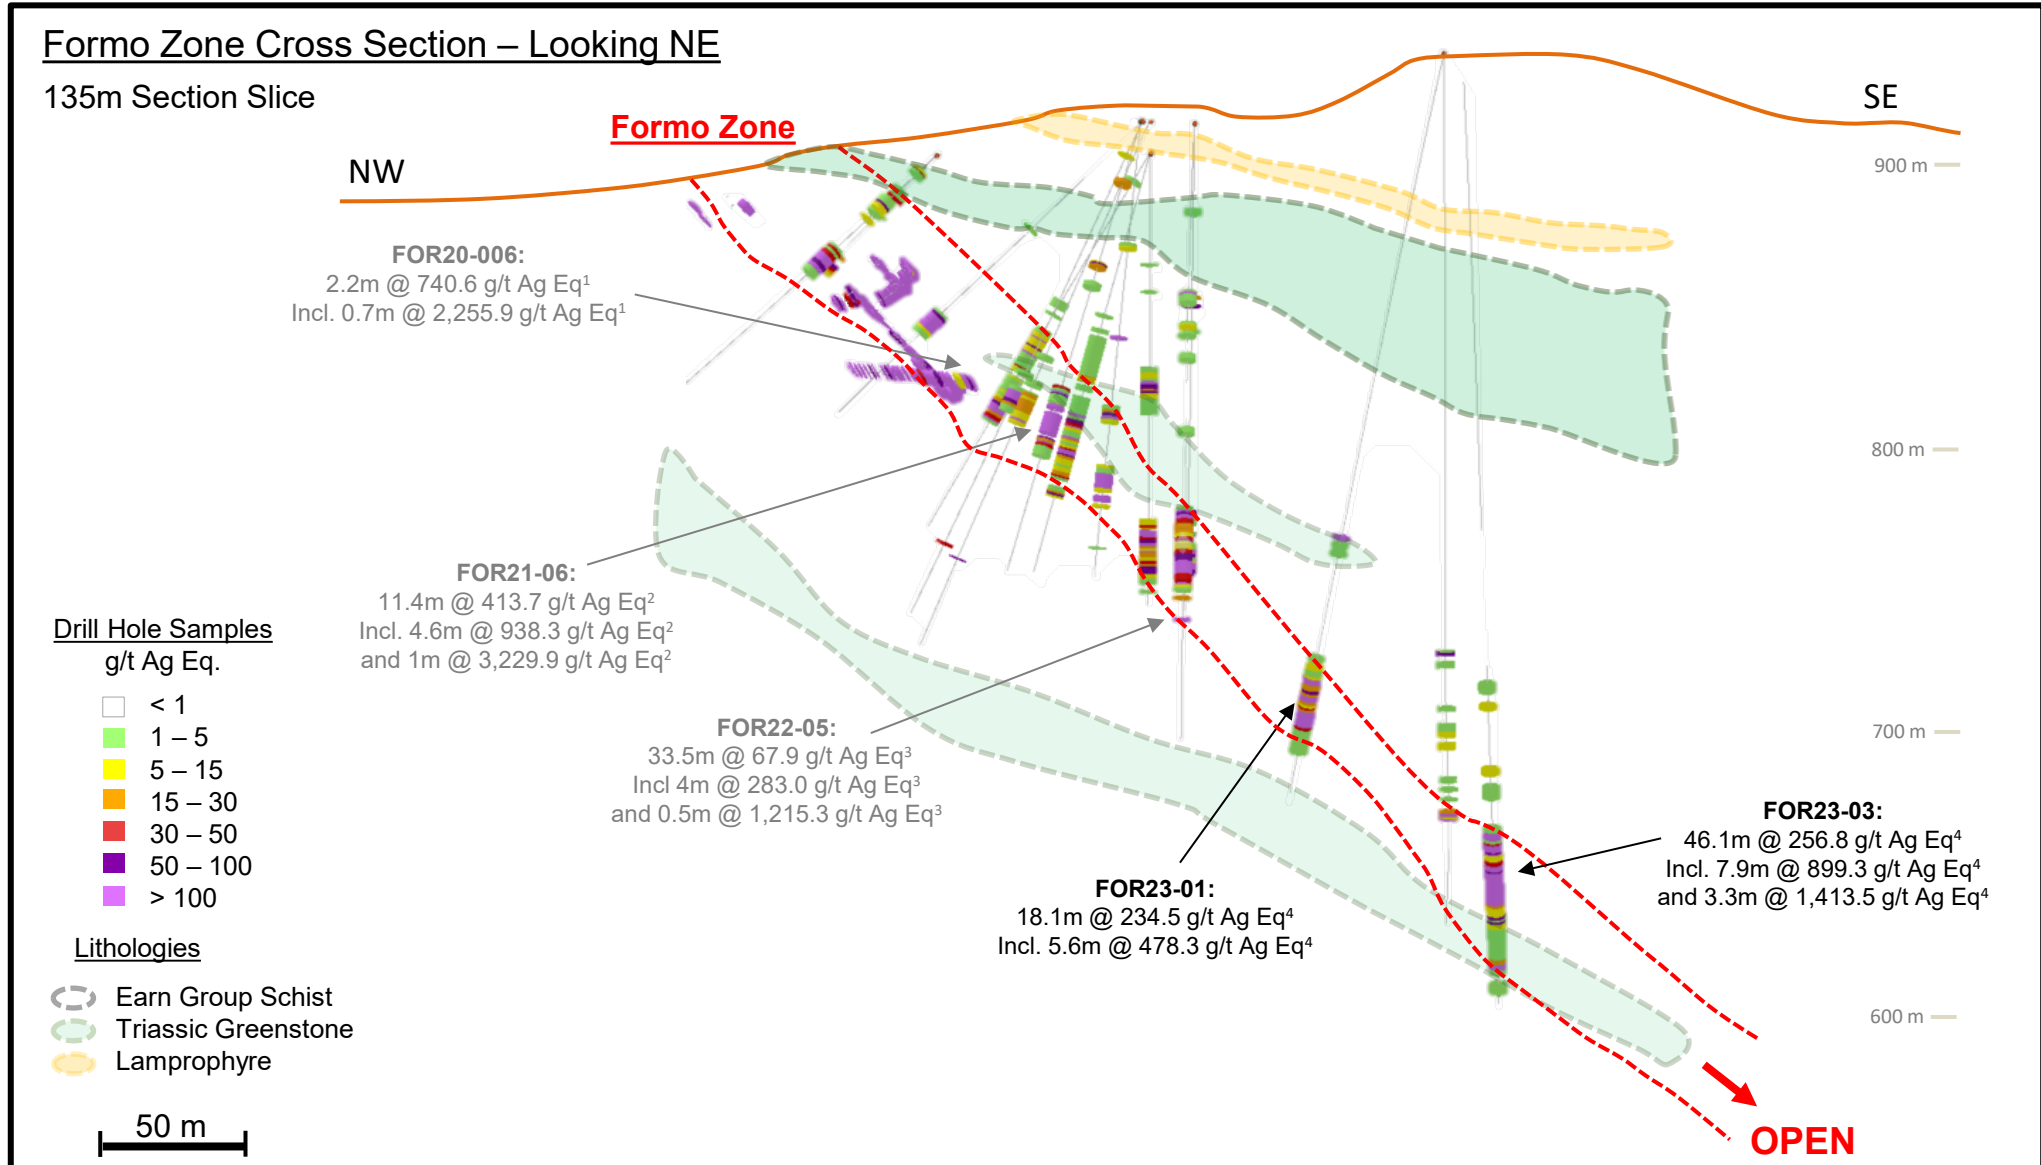 Formo Zone Cross Section – Looking NE
135m Section Slice
Formo Zone
NW
SE
900 m
800 m
700 m
600 m
FOR20-006:
2.2m @ 740.6 g/t Ag Eq¹
Incl. 0.7m @ 2,255.9 g/t Ag Eq¹
FOR21-06:
11.4m @ 413.7 g/t Ag Eq²
Incl. 4.6m @ 938.3 g/t Ag Eq²
and 1m @ 3,229.9 g/t Ag Eq²
FOR22-05:
33.5m @ 67.9 g/t Ag Eq³
Incl 4m @ 283.0 g/t Ag Eq³
and 0.5m @ 1,215.3 g/t Ag Eq³
FOR23-01:
18.1m @ 234.5 g/t Ag Eq⁴
Incl. 5.6m @ 478.3 g/t Ag Eq⁴
FOR23-03:
46.1m @ 256.8 g/t Ag Eq⁴
Incl. 7.9m @ 899.3 g/t Ag Eq⁴
and 3.3m @ 1,413.5 g/t Ag Eq⁴
Drill Hole Samples
g/t Ag Eq.
< 1
1 – 5
5 – 15
15 – 30
30 – 50
50 – 100
> 100
Lithologies
Earn Group Schist
Triassic Greenstone
Lamprophyre
50 m
OPEN